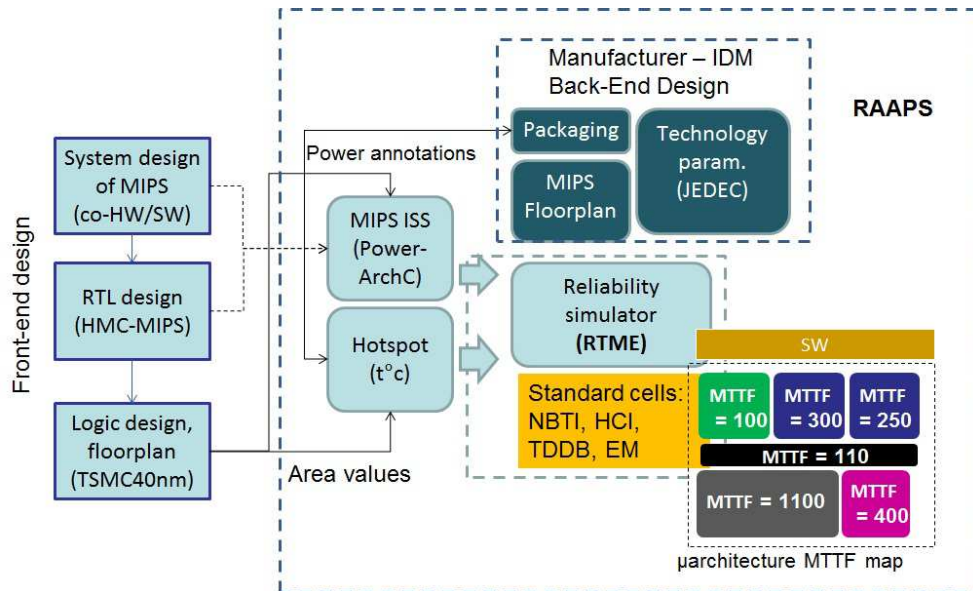 Front-end design
System design
of MIPS
(co-HW/SW)
RTL design
(HMC-MIPS)
Logic design,
floorplan
(TSMC40nm)
Power annotations
MIPS ISS
(Power-
ArchC)
Hotspot
(t°c)
Area values
Manufacturer – IDM
Back-End Design
Packaging
MIPS
Floorplan
Technology
param.
(JEDEC)
RAAPS
Reliability
simulator
(RTME)
Standard cells:
NBTI, HCI,
TDDB, EM
SW
MTTF
= 100
MTTF
= 300
MTTF
= 250
MTTF = 110
MTTF = 1100
MTTF
= 400
µarchitecture MTTF map